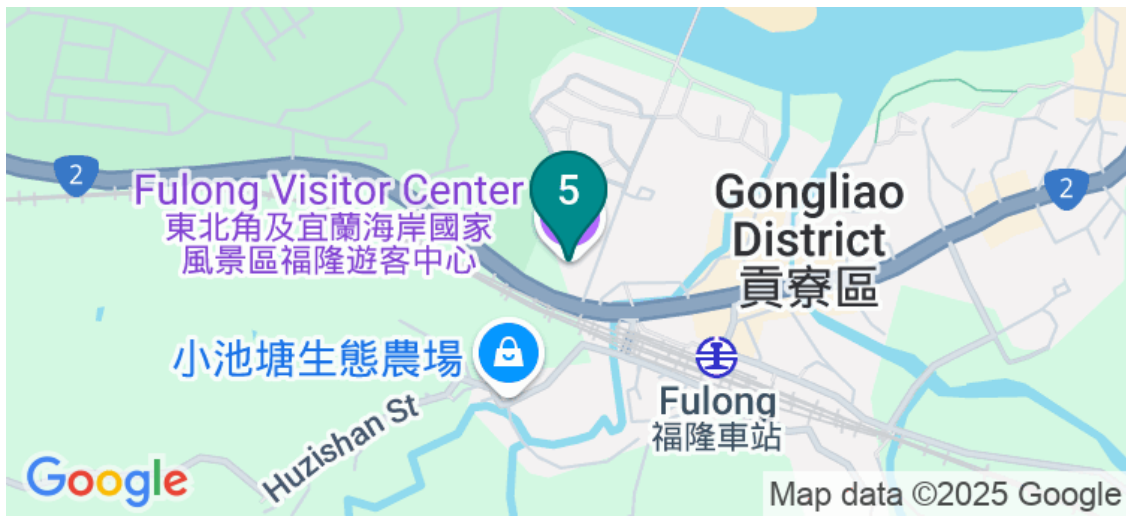 2
Fulong Visitor Center
東北角及宜蘭海岸國家
風景區福隆遊客中心
5
Gongliao
District
貢寮區
2
小池塘生態農場
Fulong
福隆車站
Huzishan St
Google
Map data ©2025 Google